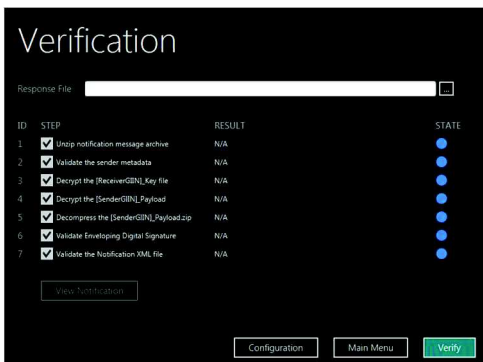 Verification
Response File ...
ID STEP RESULT STATE
1 Unzip notification message archive N/A
2 Validate the sender metadata N/A
3 Decrypt the [ReceiverGIIN]_Key file N/A
4 Decrypt the [SenderGIIN]_Payload N/A
5 Decompress the [SenderGIIN]_Payload.zip N/A
6 Validate Enveloping Digital Signature N/A
7 Validate the Notification XML file N/A
View Notification
Configuration Main Menu Verify